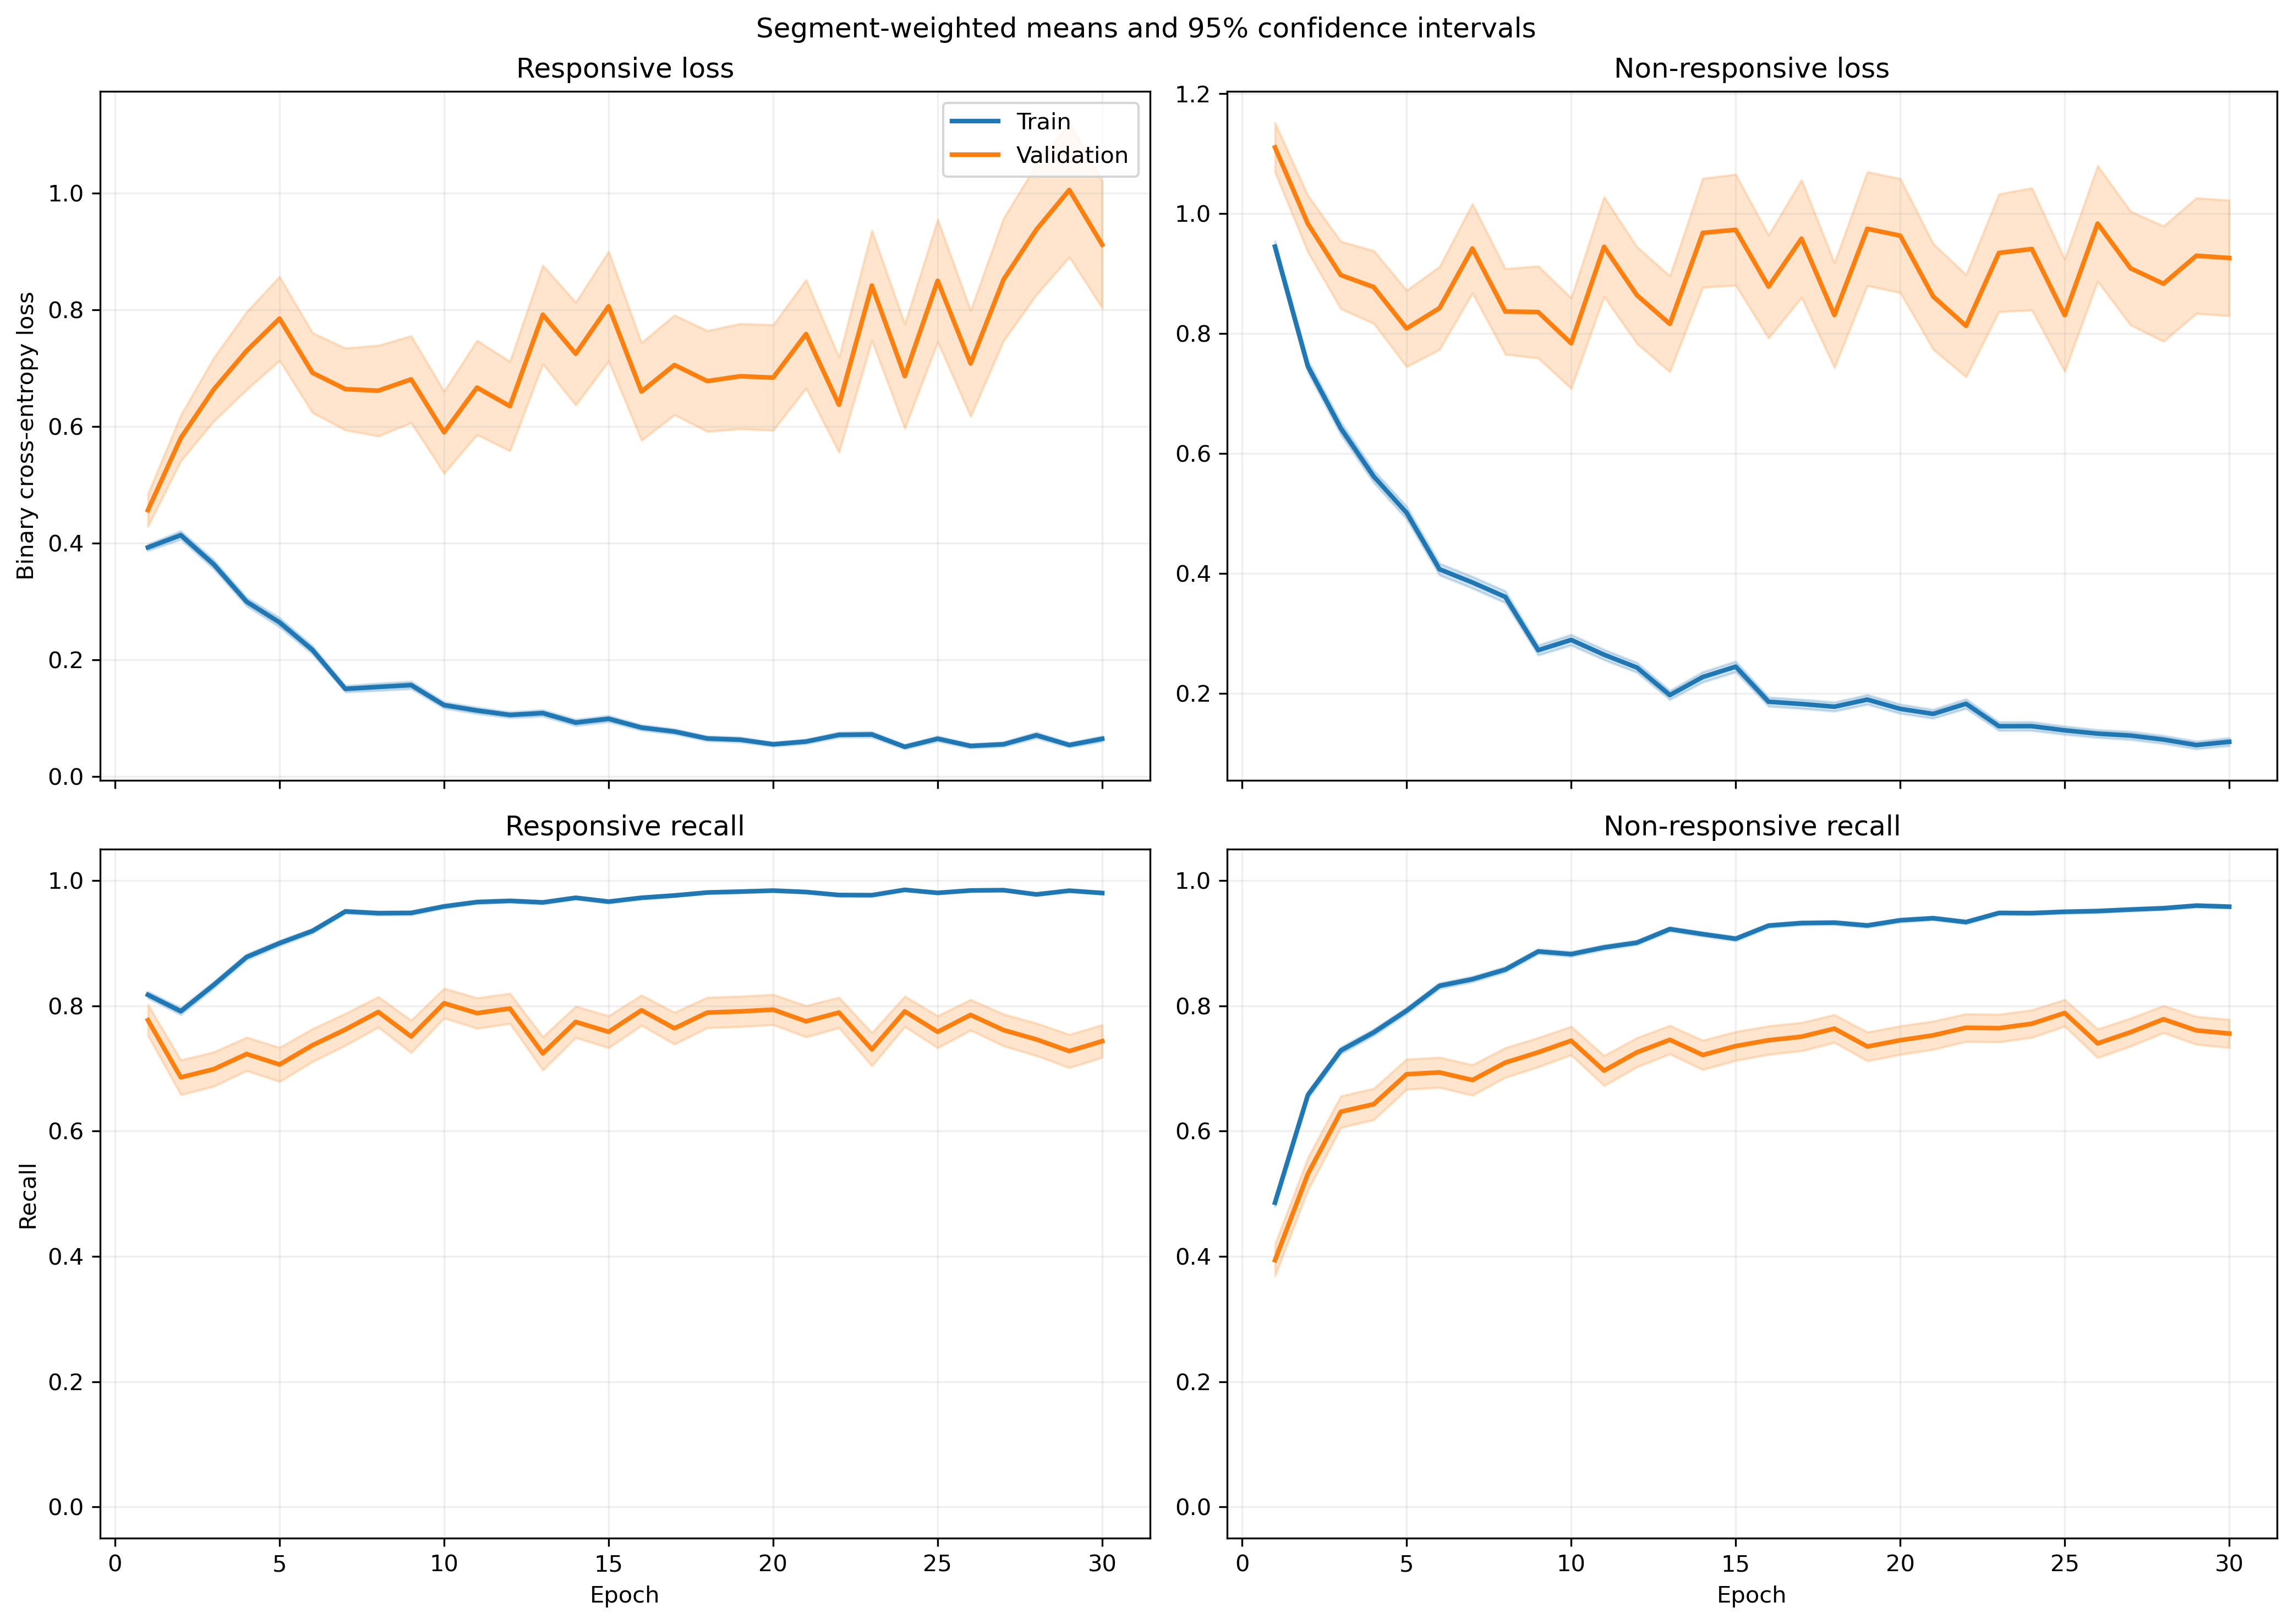 Segment-weighted means and 95% confidence intervals
Responsive loss
Non-responsive loss
Train
Validation
Binary cross-entropy loss
1.0
0.8
0.6
0.4
0.2
0.0
1.2
1.0
0.8
0.6
0.4
0.2
Responsive recall
Non-responsive recall
Recall
1.0
0.8
0.6
0.4
0.2
0.0
0 5 10 15 20 25 30
Epoch
1.0
0.8
0.6
0.4
0.2
0.0
0 5 10 15 20 25 30
Epoch